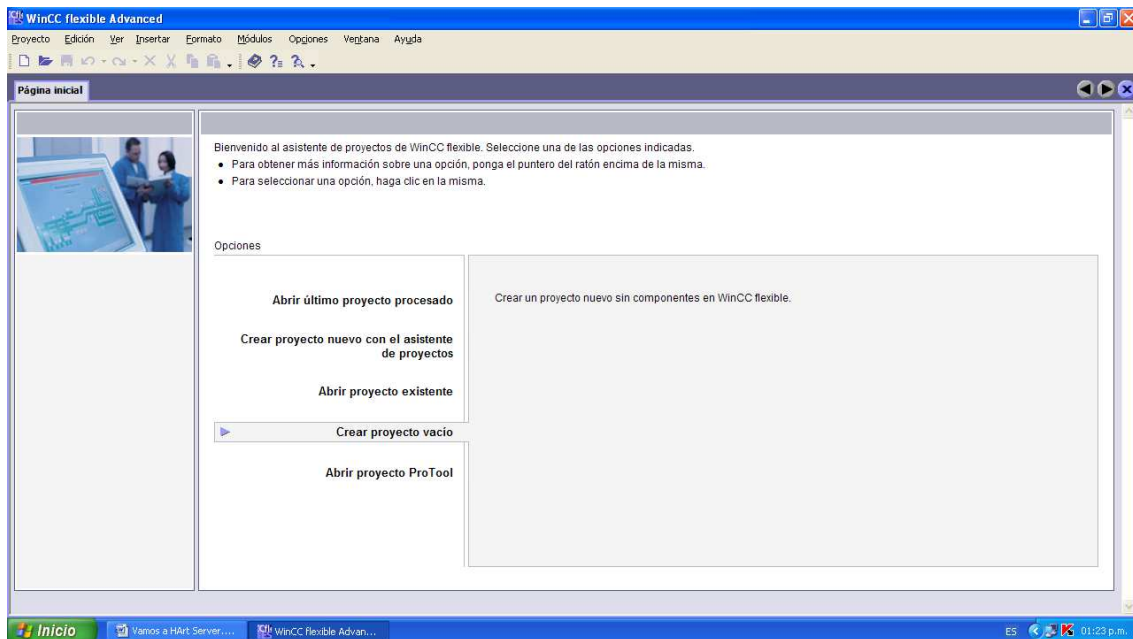 WinCC flexible Advanced
Proyecto Edición Ver Insertar Formato Módulos Opciones Ventana Ayuda
Página inicial
Bienvenido al asistente de proyectos de WinCC flexible. Seleccione una de las opciones indicadas.
• Para obtener más información sobre una opción, ponga el puntero del ratón encima de la misma.
• Para seleccionar una opción, haga clic en la misma.
Opciones
Abrir último proyecto procesado
Crear un proyecto nuevo sin componentes en WinCC flexible.
Crear proyecto nuevo con el asistente
de proyectos
Abrir proyecto existente
Crear proyecto vacío
Abrir proyecto ProTool
Inicio
Vamos a HArt Server....
WinCC flexible Advan...
ES
01:23 p.m.